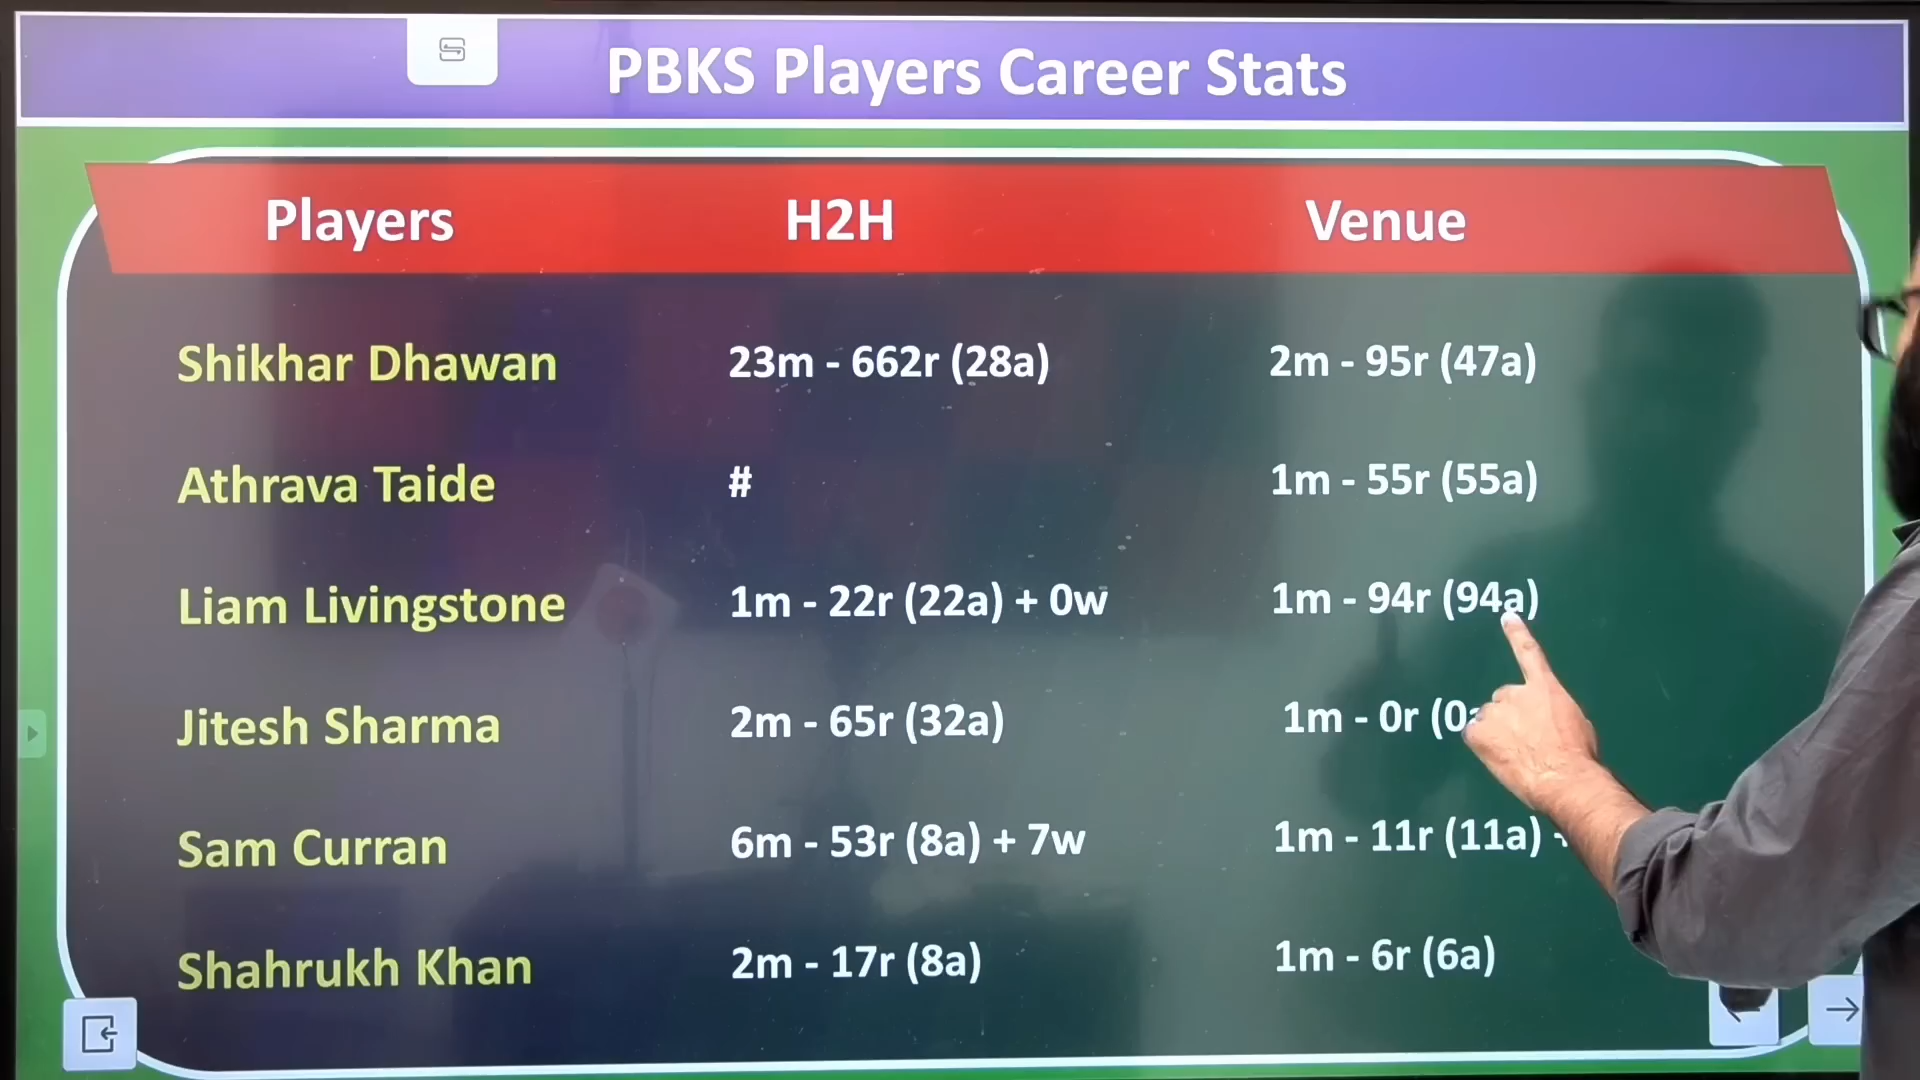 PBKS Players Career Stats
Players H2H Venue
Shikhar Dhawan 23m - 662r (28a) 2m - 95r (47a)
Athrava Taide # 1m - 55r (55a)
Liam Livingstone 1m - 22r (22a) + 0w 1m - 94r (94a)
Jitesh Sharma 2m - 65r (32a) 1m - 0r (0a
Sam Curran 6m - 53r (8a) + 7w 1m - 11r (11a) +
Shahrukh Khan 2m - 17r (8a) 1m - 6r (6a)